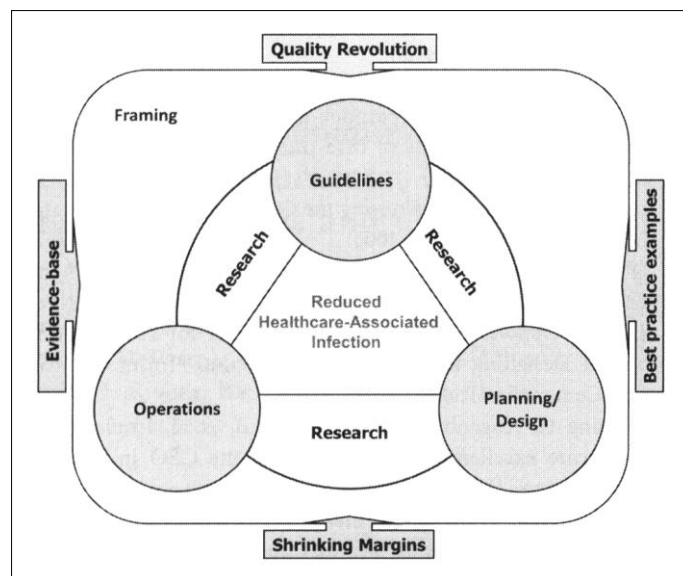 Quality Revolution
Framing
Guidelines
Research
Research
Evidence-base
Best practice examples
Reduced
Healthcare-Associated
Infection
Operations
Planning/
Design
Research
Shrinking Margins